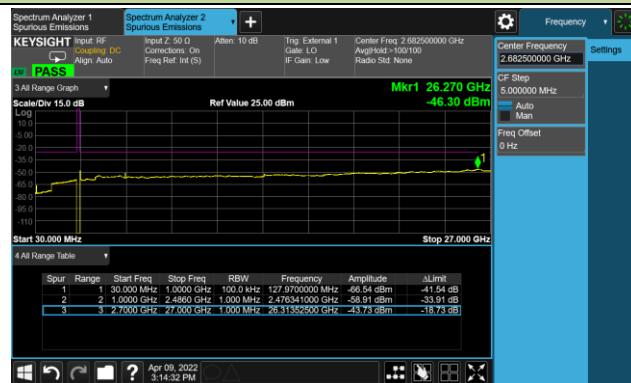 Spectrum Analyzer 1
Spurious Emissions
Spectrum Analyzer 2
Spurious Emissions
Frequency
KEYSIGHT
Input: RF
Coupling: DC
Align: Auto
Input Z: 50 Ω
Corrections: On
Freq Ref: Int (S)
Atten: 10 dB
Trig: External 1
Gate: LO
IF Gain: Low
Center Freq: 2.682500000 GHz
Avg|Hold:>100/100
Radio Std: None
PASS
Center Frequency
2.682500000 GHz
Settings
CF Step
5.000000 MHz
Auto
Man
Freq Offset
0 Hz
3 All Range Graph
Mkr1 26.270 GHz
Scale/Div 15.0 dB
Ref Value 25.00 dBm
-46.30 dBm
Log
10.0
-5.00
-20.0
-35.0
-50.0
-65.0
-80.0
-95.0
-110
1
Start 30.000 MHz
Stop 27.000 GHz
4 All Range Table
Spur Range Start Freq Stop Freq RBW Frequency Amplitude ΔLimit
1 1 30.000 MHz 1.0000 GHz 100.0 kHz 127.9700000 MHz -66.54 dBm -41.54 dB
2 2 1.0000 GHz 2.4860 GHz 1.000 MHz 2.476341000 GHz -58.91 dBm -33.91 dB
3 3 2.7000 GHz 27.000 GHz 1.000 MHz 26.31352500 GHz -43.73 dBm -18.73 dB
Apr 09, 2022
3:14:32 PM